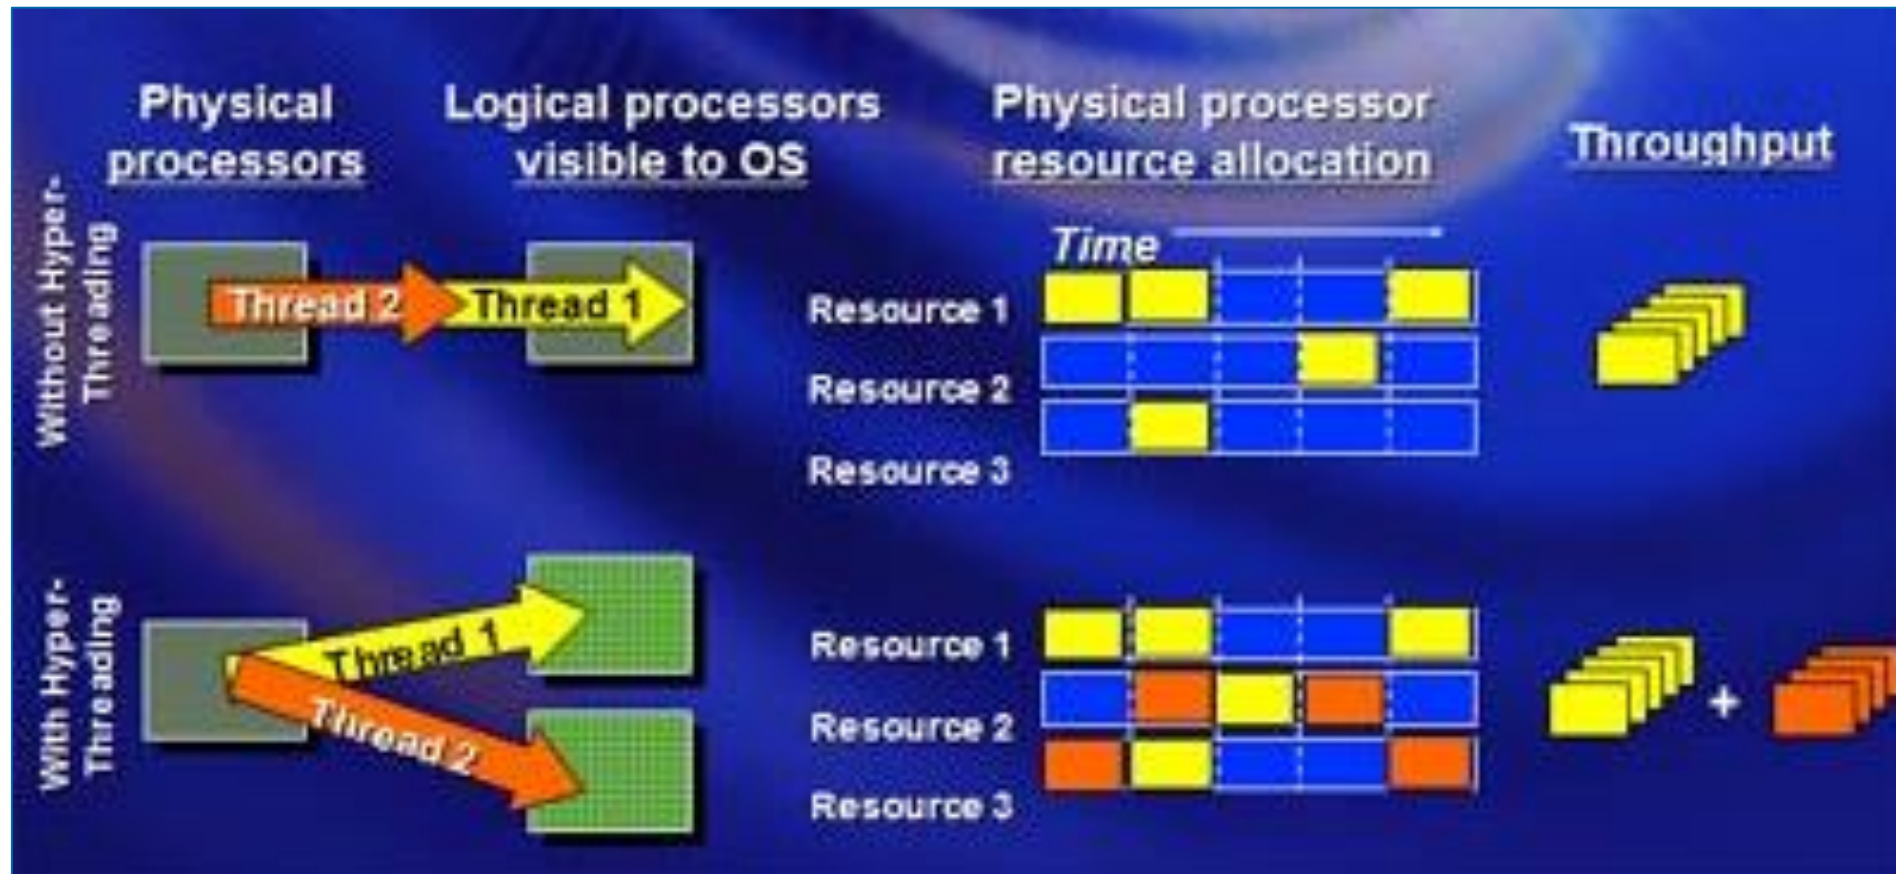 Physical
processors
Logical processors
visible to OS
Physical processor
resource allocation
Throughput
Without Hyper-
Threading
Thread 2
Thread 1
Time
Resource 1
Resource 2
Resource 3
With Hyper-
Threading
Thread 1
Thread 2
Resource 1
Resource 2
Resource 3
+